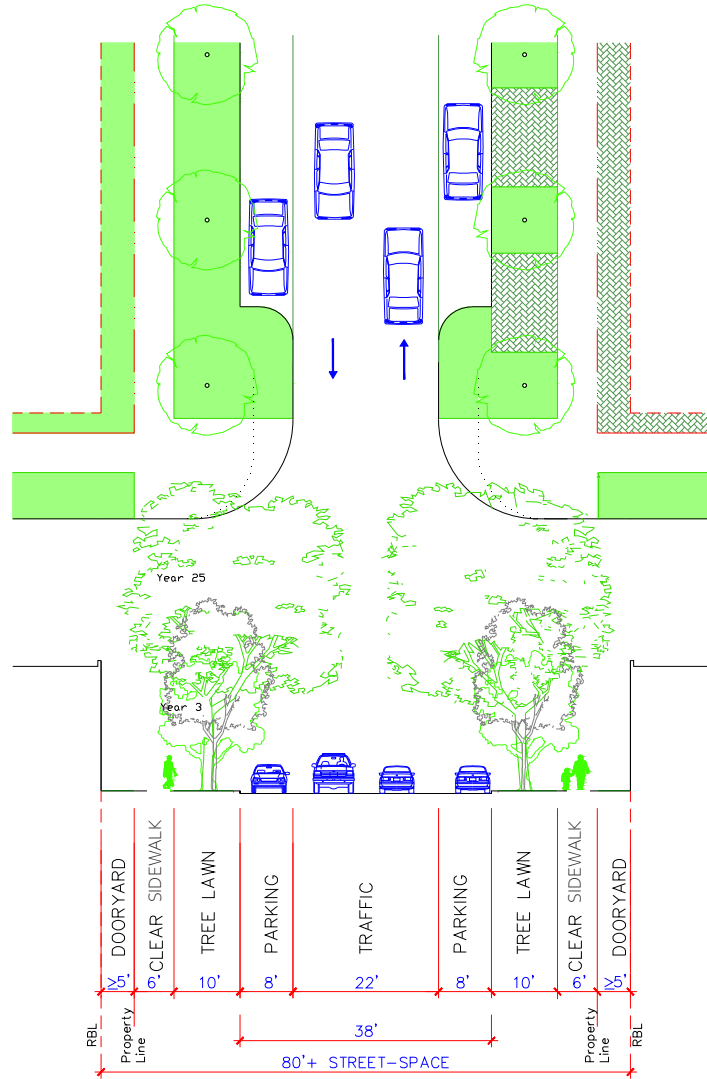 Year 25
Year 3
DOORYARD
CLEAR SIDEWALK
TREE LAWN
PARKING
TRAFFIC
PARKING
TREE LAWN
CLEAR SIDEWALK
DOORYARD
≥5' 6' 10' 8' 22' 8' 10' 6' ≥5'
RBL
Property
Line
38'
Property
Line
RBL
80'+ STREET-SPACE